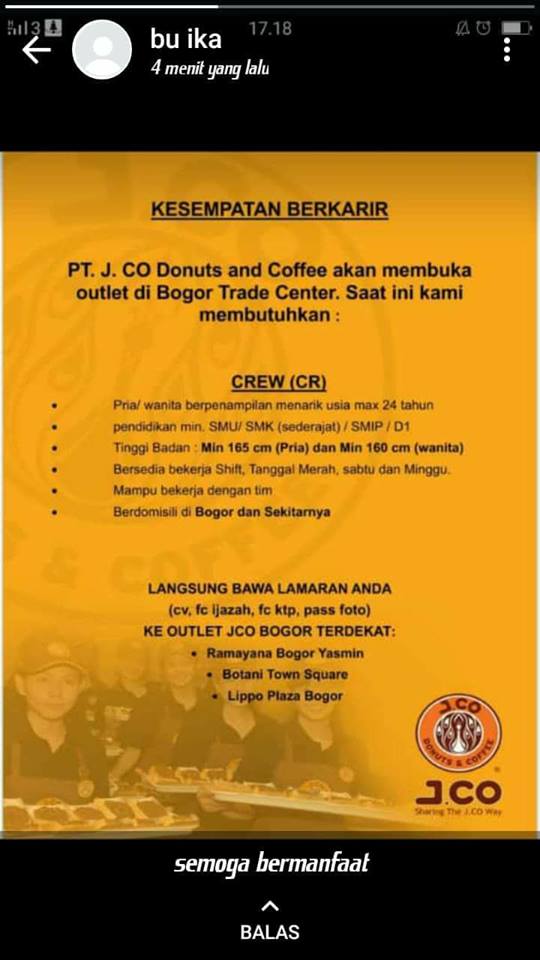 17.18
bu ika
4 menit yang lalu
KESEMPATAN BERKARIR
PT. J. CO Donuts and Coffee akan membuka
outlet di Bogor Trade Center. Saat ini kami
membutuhkan :
CREW (CR)
• Pria/ wanita berpenampilan menarik usia max 24 tahun
• pendidikan min. SMU/ SMK (sederajat) / SMIP / D1
• Tinggi Badan : Min 165 cm (Pria) dan Min 160 cm (wanita)
• Bersedia bekerja Shift, Tanggal Merah, sabtu dan Minggu.
• Mampu bekerja dengan tim
• Berdomisili di Bogor dan Sekitarnya
LANGSUNG BAWA LAMARAN ANDA
(cv, fc ijazah, fc ktp, pass foto)
KE OUTLET JCO BOGOR TERDEKAT:
• Ramayana Bogor Yasmin
• Botani Town Square
• Lippo Plaza Bogor
J.CO
DONUTS & COFFEE
J.CO
Sharing The J.CO Way
semoga bermanfaat
BALAS